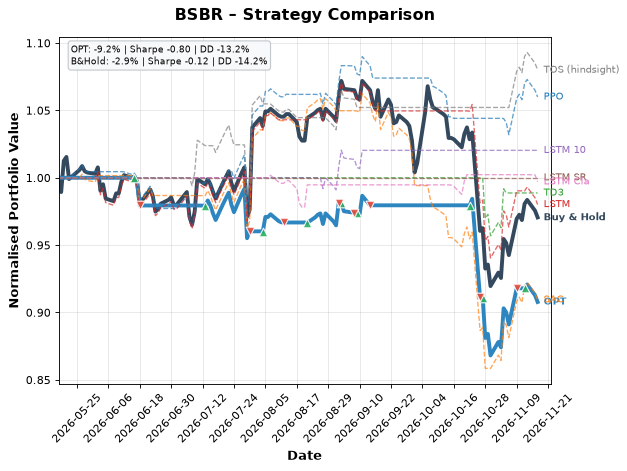 BSBR – Strategy Comparison
OPT: -9.2% | Sharpe -0.80 | DD -13.2%
B&Hold: -2.9% | Sharpe -0.12 | DD -14.2%
1.10
1.05
1.00
0.95
0.90
0.85
Normalised Portfolio Value
TOS (hindsight)
PPO
LSTM 10
LSTM SR
LSTM Cla
TD3
LSTM
Buy & Hold
OPT
2026-05-25
2026-06-06
2026-06-18
2026-06-30
2026-07-12
2026-07-24
2026-08-05
2026-08-17
2026-08-29
2026-09-10
2026-09-22
2026-10-04
2026-10-16
2026-10-28
2026-11-09
2026-11-21
Date